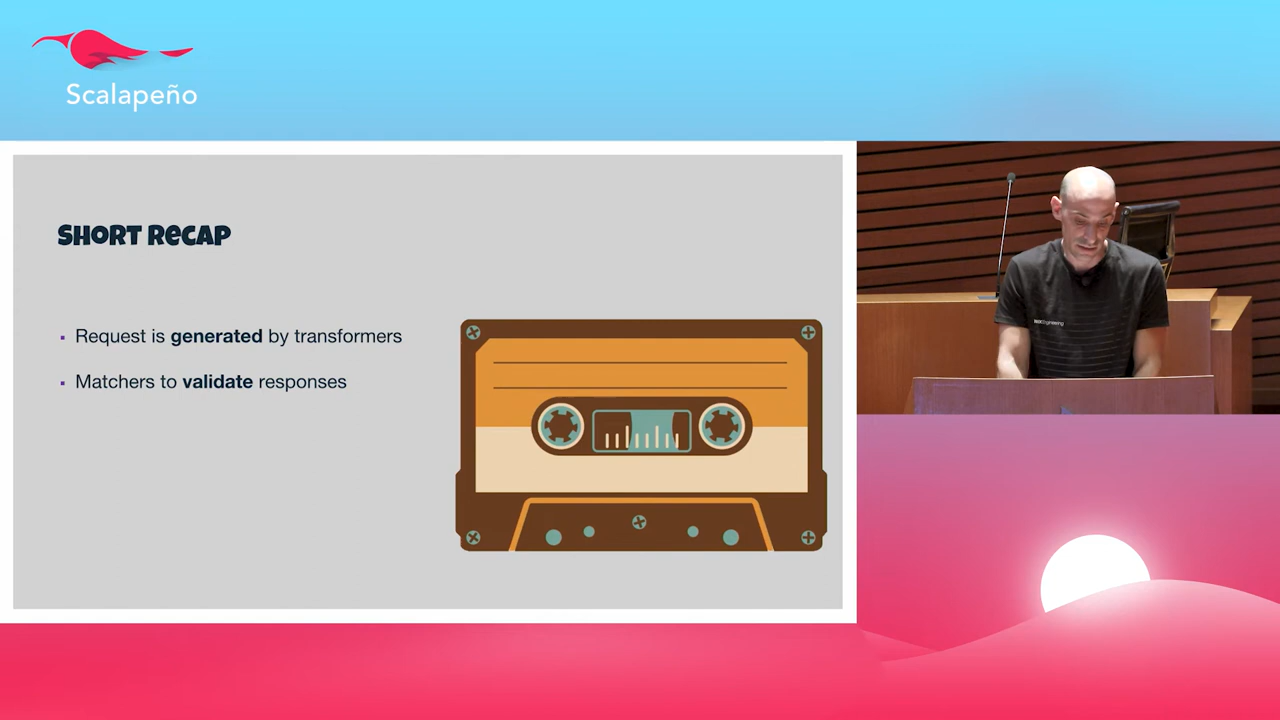 Scalapeño
Short Recap
Request is generated by transformers
Matchers to validate responses